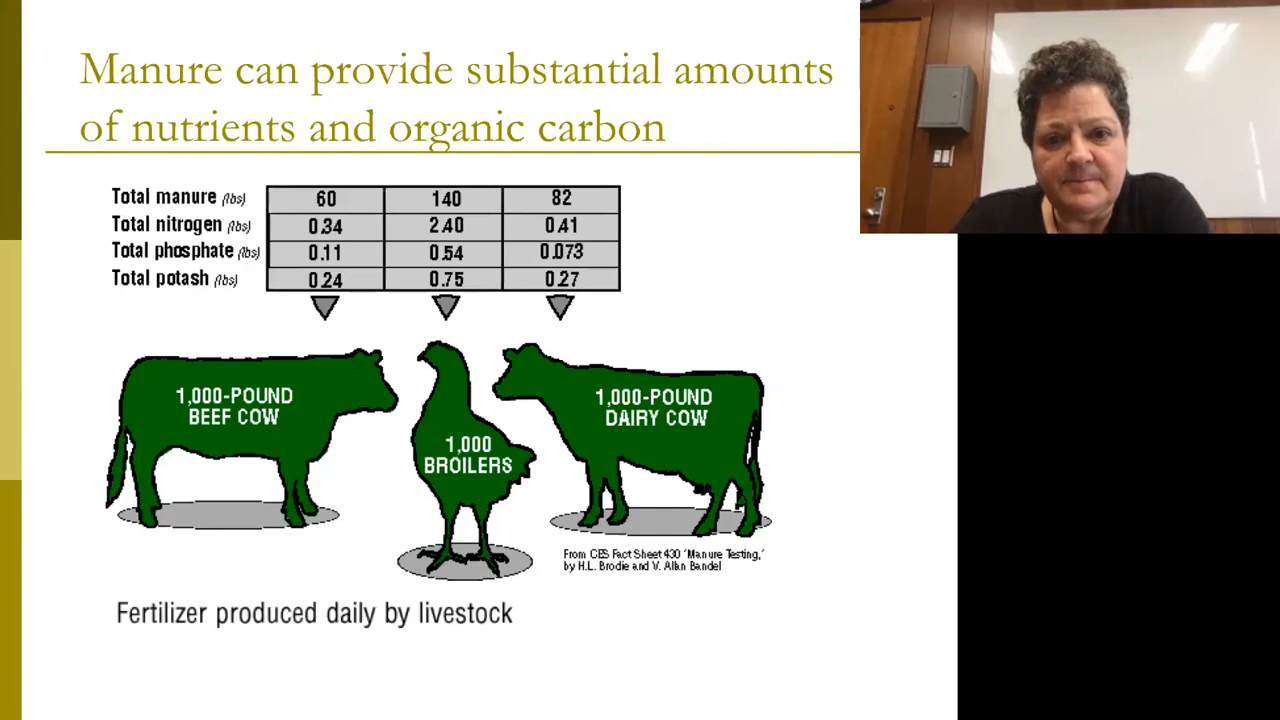 Manure can provide substantial amounts
of nutrients and organic carbon
Total manure (lbs) 60 140 82
Total nitrogen (lbs) 0.34 2.40 0.41
Total phosphate (lbs) 0.11 0.54 0.073
Total potash (lbs) 0.24 0.75 0.27
1,000-POUND
BEEF COW
1,000
BROILERS
1,000-POUND
DAIRY COW
From CES Fact Sheet 430 "Manure Testing,"
by H.L. Brodie and V. Allan Bandel
Fertilizer produced daily by livestock